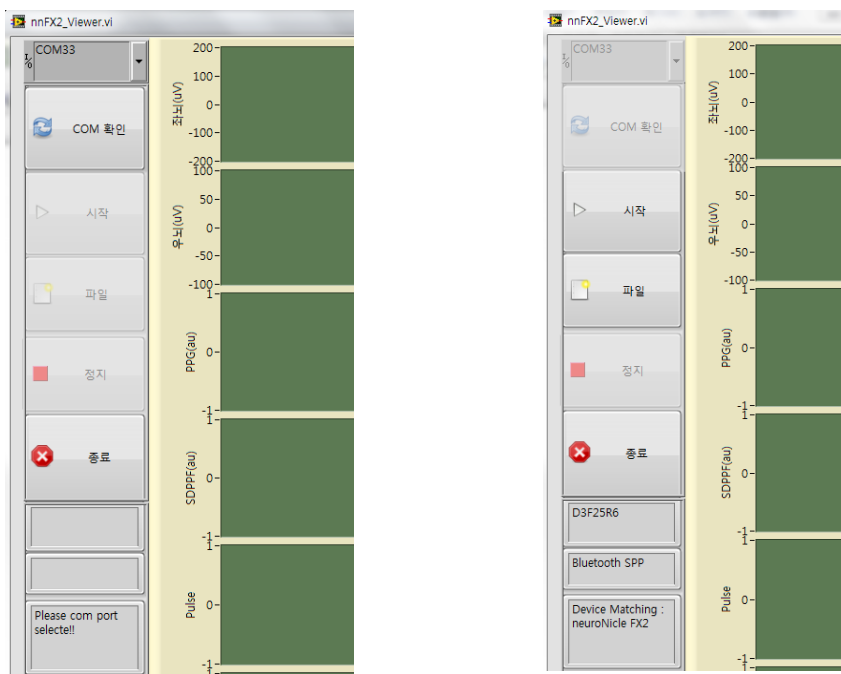 nnFX2_Viewer.vi
I/O
COM33
COM 확인
시작
파일
정지
종료
Please com port
selecte!!
200
100
0
-100
-200
좌뇌(uV)
100
50
0
-50
-100
우뇌(uV)
1
0
-1
PPG(au)
1
0
-1
SDPPF(au)
1
0
-1
Pulse
1
nnFX2_Viewer.vi
I/O
COM33
COM 확인
시작
파일
정지
종료
D3F25R6
Bluetooth SPP
Device Matching :
neuroNicle FX2
200
100
0
-100
-200
좌뇌(uV)
100
50
0
-50
-100
우뇌(uV)
1
0
-1
PPG(au)
1
0
-1
SDPPF(au)
1
0
-1
Pulse
1